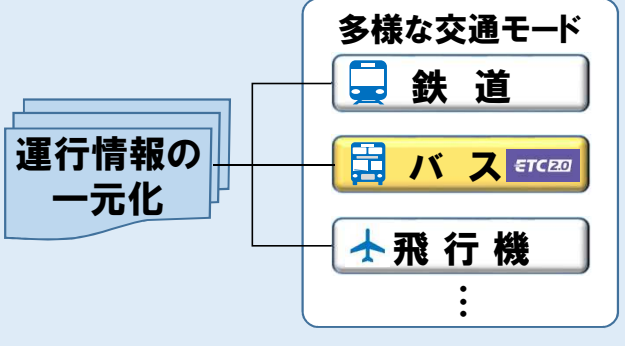 多様な交通モード
鉄 道
運行情報の
一元化
バ ス ETC2.0
飛 行 機
⋮